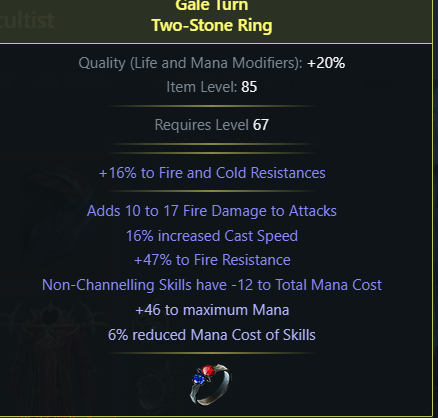 Gale Turn
Two-Stone Ring
Quality (Life and Mana Modifiers): +20%
Item Level: 85
Requires Level 67
+16% to Fire and Cold Resistances
Adds 10 to 17 Fire Damage to Attacks
16% increased Cast Speed
+47% to Fire Resistance
Non-Channelling Skills have -12 to Total Mana Cost
+46 to maximum Mana
6% reduced Mana Cost of Skills